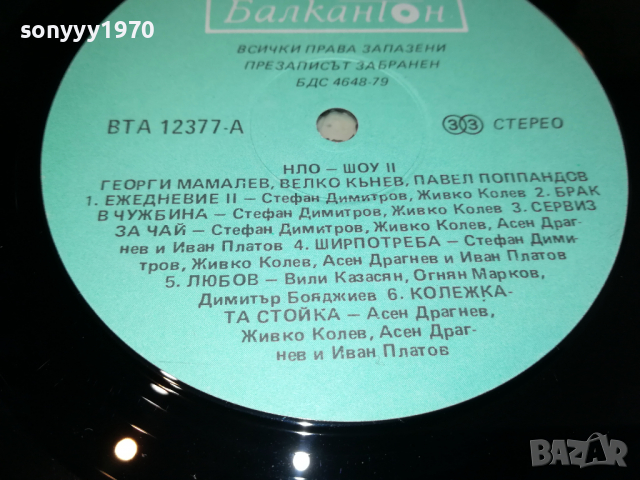 sonyyy1970
Балкантон
ВСИЧКИ ПРАВА ЗАПАЗЕНИ
ПРЕЗАПИСЪТ ЗАБРАНЕН
БДС 4648-79
ВТА 12377-А
33 СТЕРЕО
НЛО — ШОУ II
ГЕОРГИ МАМАЛЕВ, ВЕЛКО КЪНЕВ, ПАВЕЛ ПОППАНДОВ
1. ЕЖЕДНЕВИЕ II — Стефан Димитров, Живко Колев 2. БРАК
В ЧУЖБИНА — Стефан Димитров, Живко Колев 3. СЕРВИЗ
ЗА ЧАЙ — Стефан Димитров, Живко Колев, Асен Драг-
нев и Иван Платов 4. ШИРПОТРЕБА — Стефан Дими-
тров, Живко Колев, Асен Драгнев и Иван Платов
5. ЛЮБОВ — Вили Казасян, Огнян Марков,
Димитър Бояджиев 6. КОЛЕЖКА-
ТА СТОЙКА — Асен Драгнев,
Живко Колев, Асен Драг-
нев и Иван Платов
BAZAR